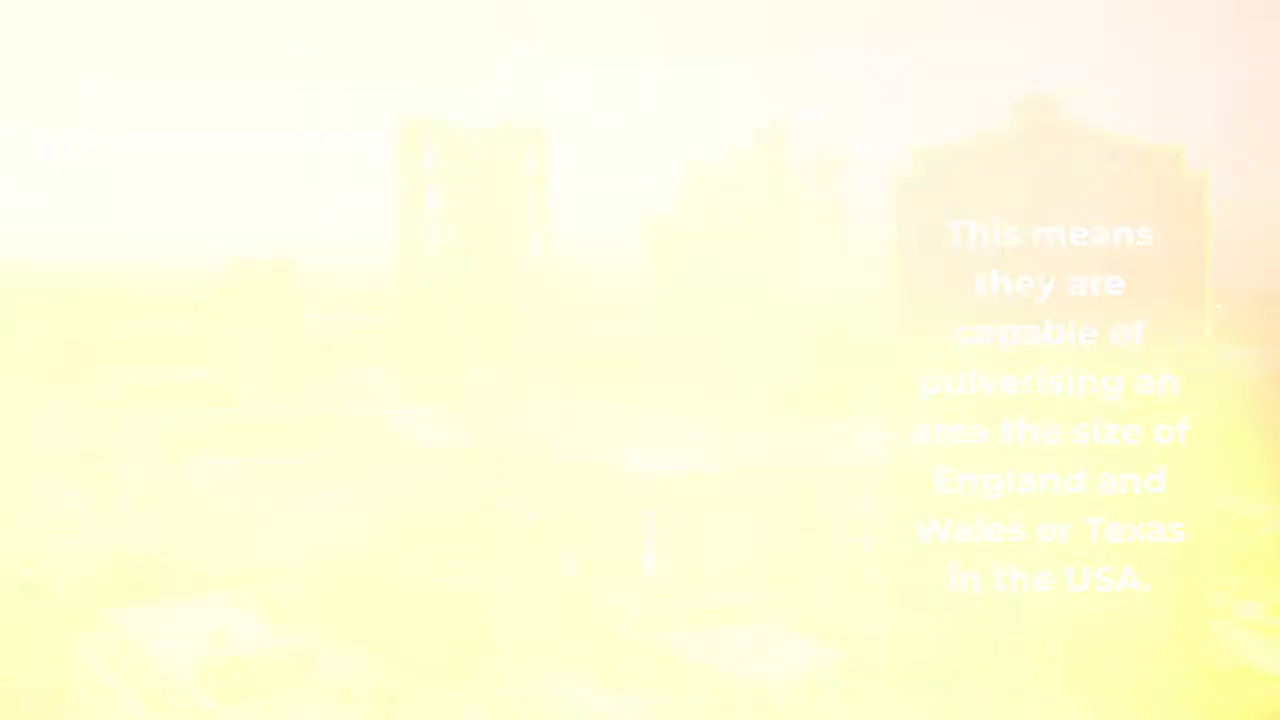 This means
they are
capable of
pulverising an
area the size of
England and
Wales or Texas
in the USA.